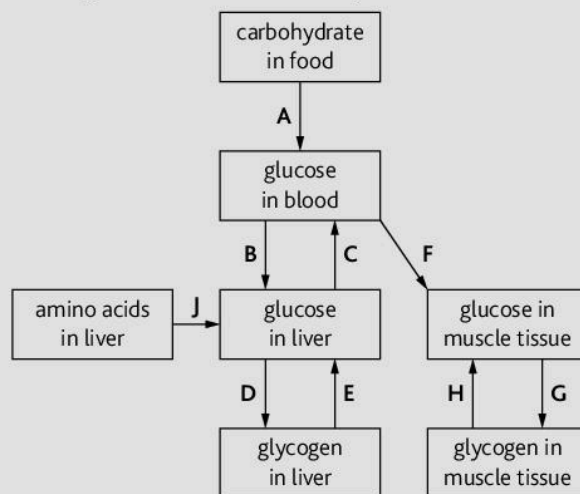 carbohydrate
in food
A
glucose
in blood
B
C
F
amino acids
in liver
J
glucose
in liver
glucose in
muscle tissue
D
E
H
G
glycogen
in liver
glycogen in
muscle tissue